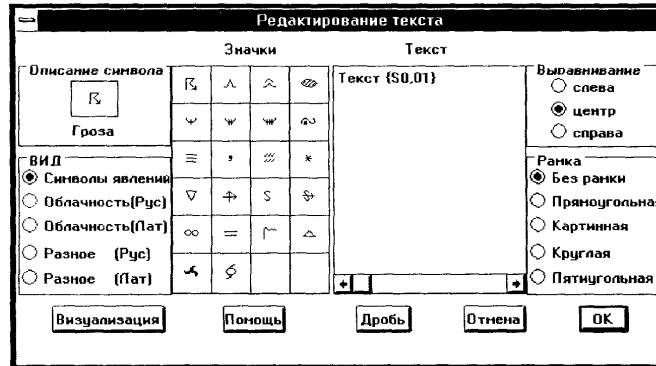 Редактирование текста
Значки
Текст
Описание символа
Гроза
ВИД
Символы явлений
Облачность(Рус)
Облачность(Лат)
Разное (Рус)
Разное (Лат)
Текст {S0,01}
Выравнивание
слева
центр
справа
Рамка
Без рамки
Прямоугольная
Картинная
Круглая
Пятиугольная
Визуализация
Помощь
Дробь
Отмена
OK